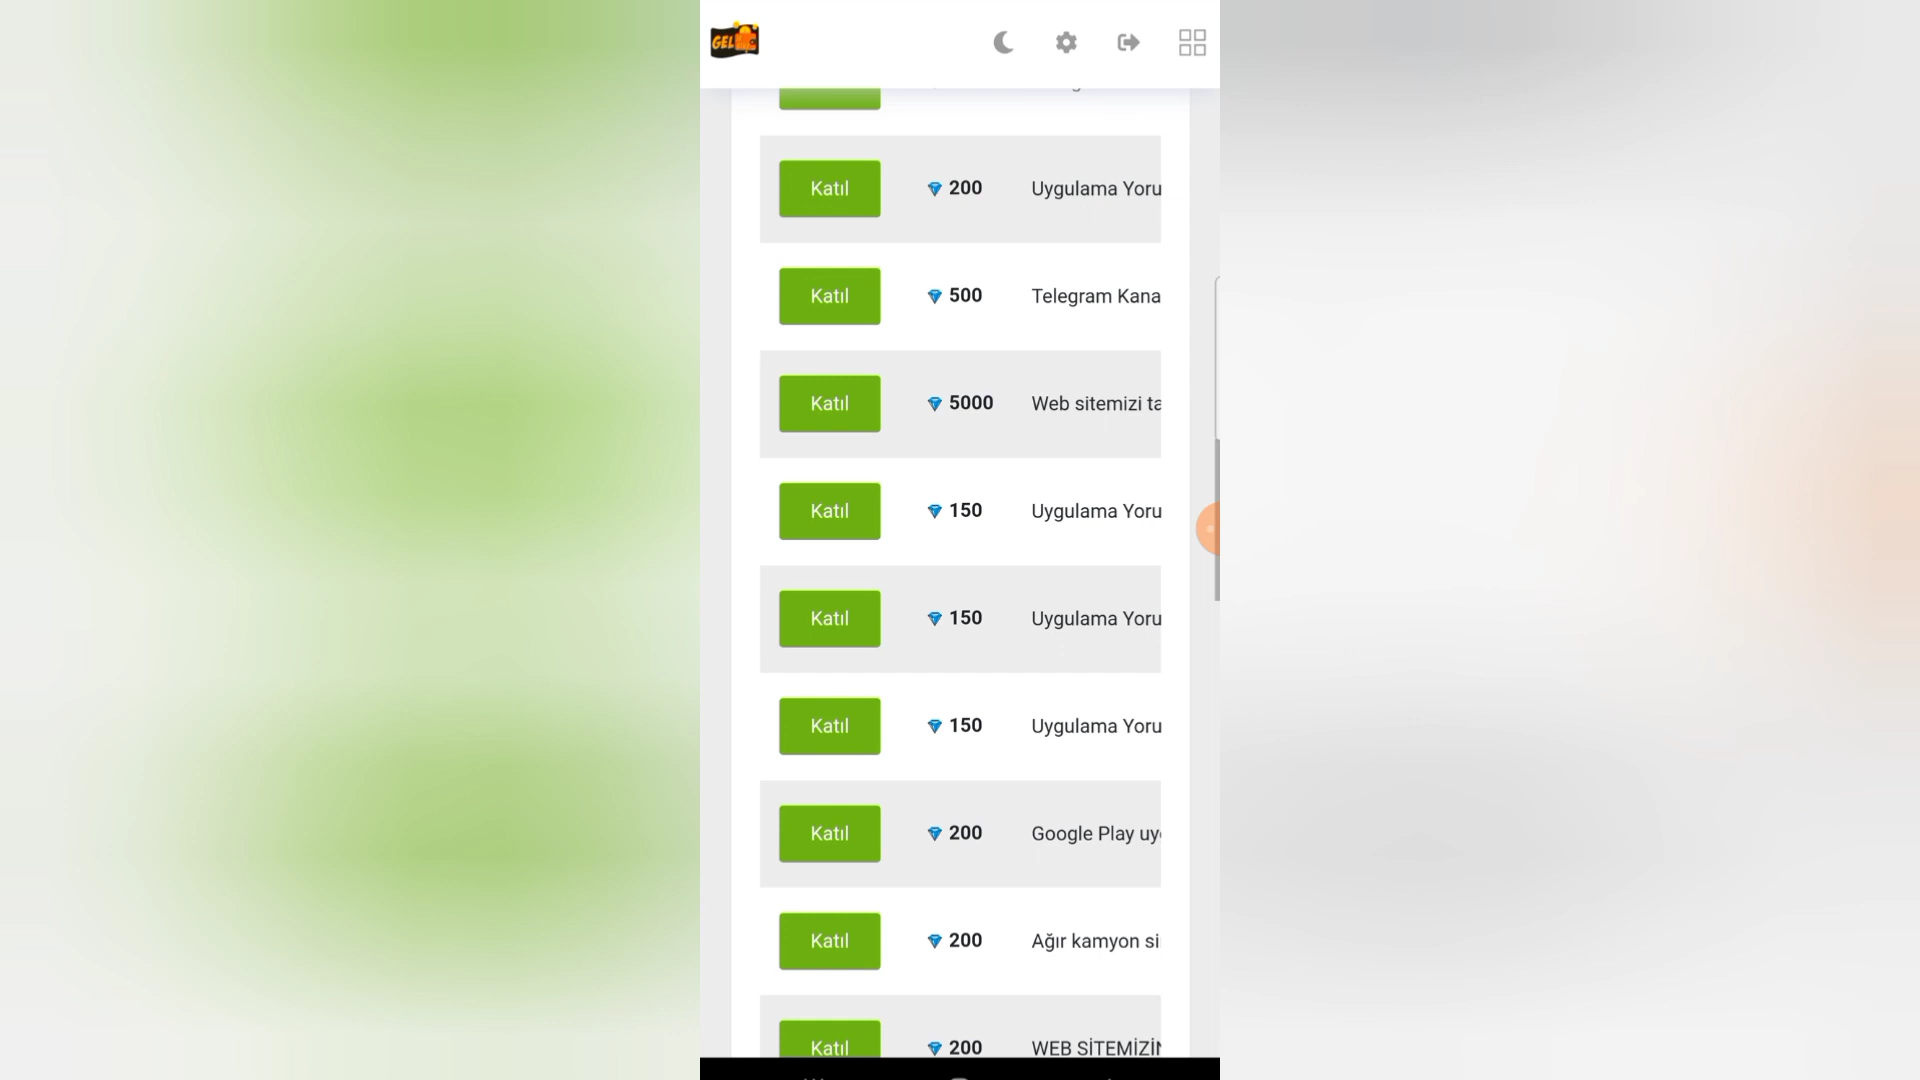 GEL
Katıl 200 Uygulama Yoru
Katıl 500 Telegram Kana
Katıl 5000 Web sitemizi ta
Katıl 150 Uygulama Yoru
Katıl 150 Uygulama Yoru
Katıl 150 Uygulama Yoru
Katıl 200 Google Play uy
Katıl 200 Ağır kamyon si
Katıl 200 WEB SİTEMİZİN